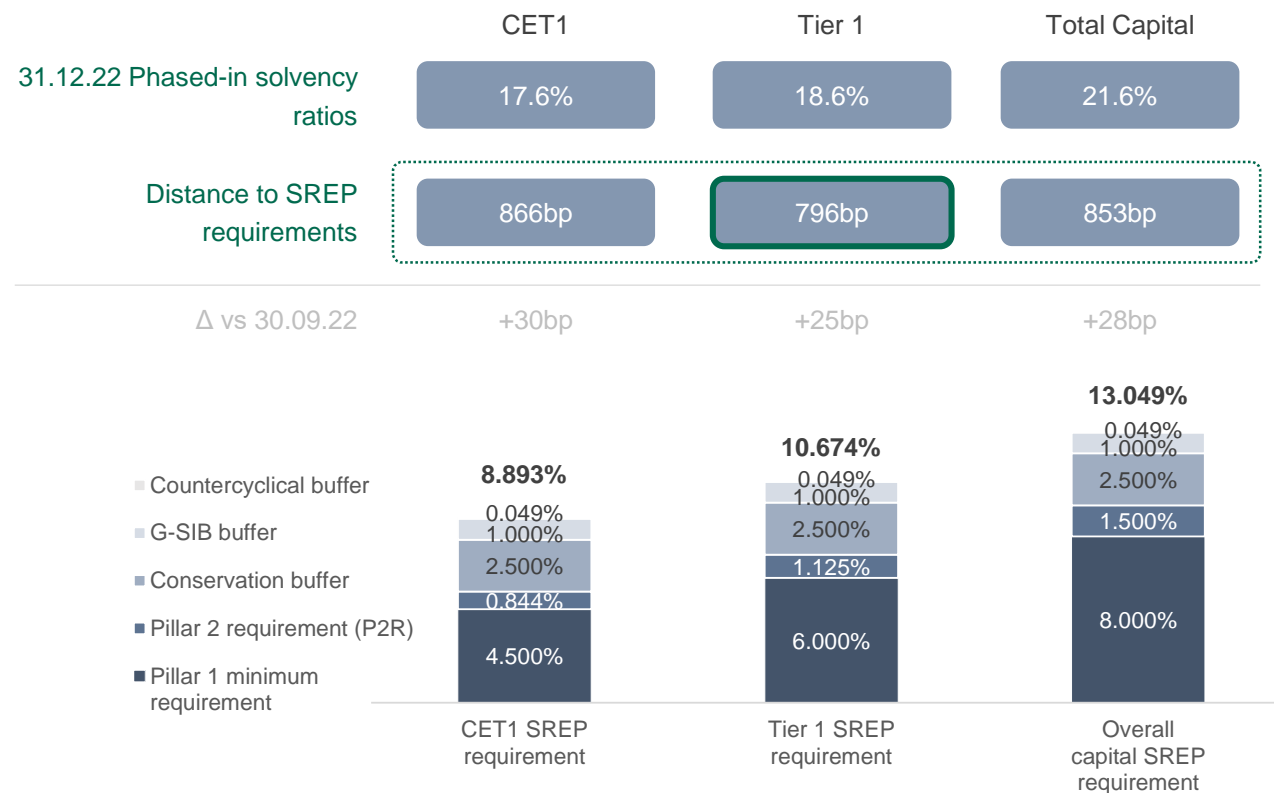 CET1 Tier 1 Total Capital
31.12.22 Phased-in solvency
ratios
17.6% 18.6% 21.6%
Distance to SREP
requirements
866bp 796bp 853bp
Δ vs 30.09.22 +30bp +25bp +28bp
Countercyclical buffer
G-SIB buffer
Conservation buffer
Pillar 2 requirement (P2R)
Pillar 1 minimum
requirement
8.893%
0.049%
1.000%
2.500%
0.844%
4.500%
CET1 SREP
requirement
10.674%
0.049%
1.000%
2.500%
1.125%
6.000%
Tier 1 SREP
requirement
13.049%
0.049%
1.000%
2.500%
1.500%
8.000%
Overall
capital SREP
requirement